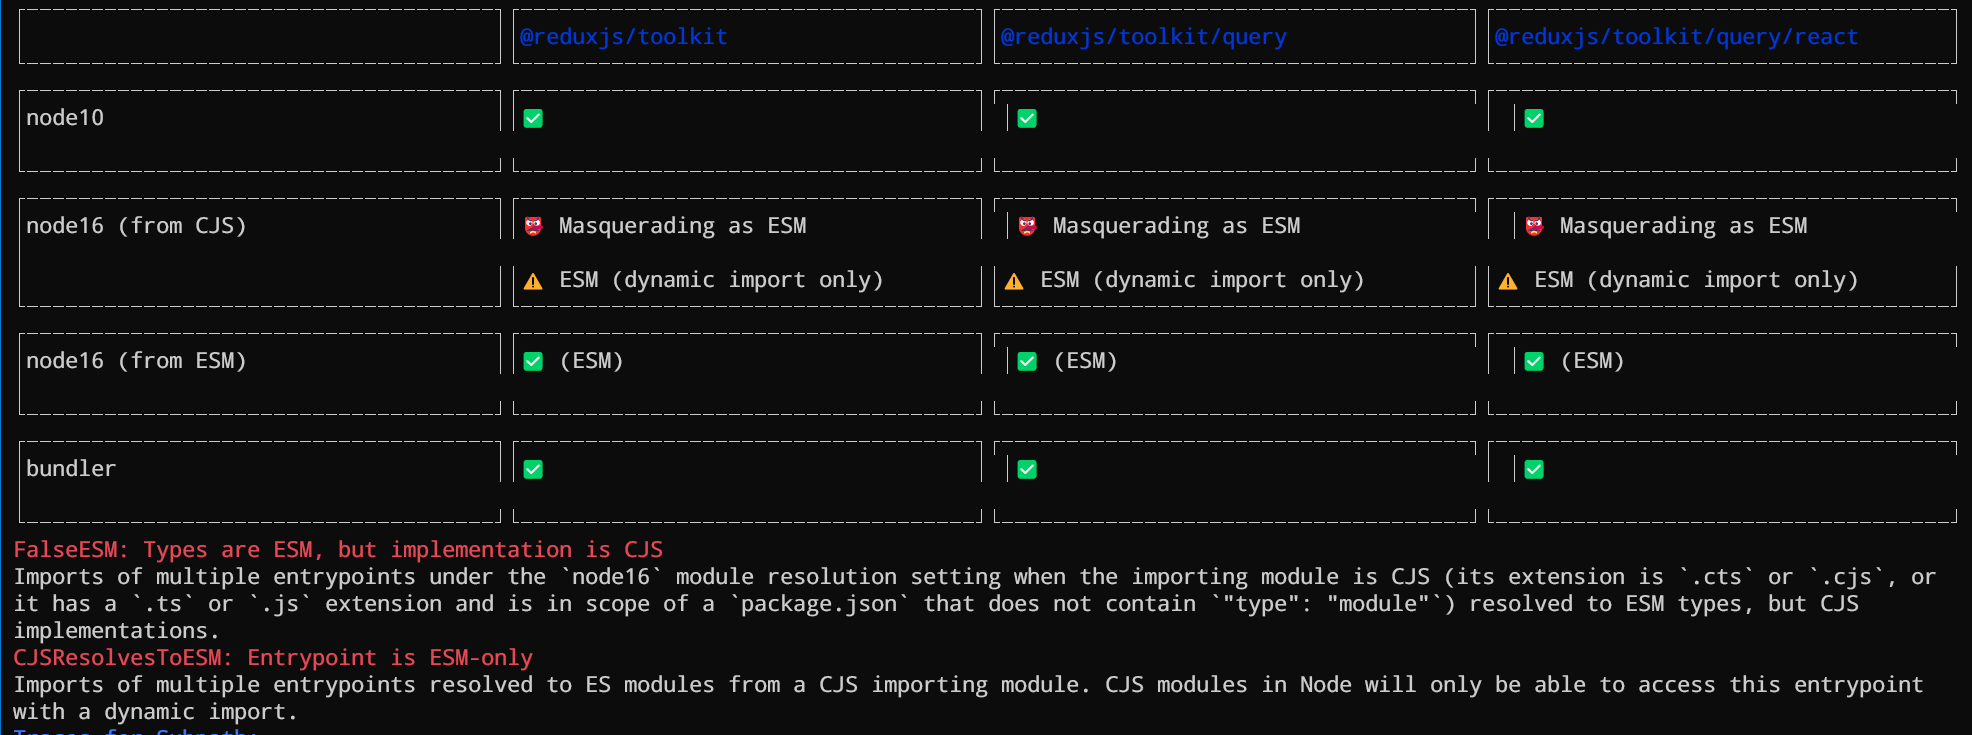 @reduxjs/toolkit @reduxjs/toolkit/query @reduxjs/toolkit/query/react
node10 ✅ ✅ ✅
node16 (from CJS) 👺 Masquerading as ESM 👺 Masquerading as ESM 👺 Masquerading as ESM
⚠️ ESM (dynamic import only) ⚠️ ESM (dynamic import only) ⚠️ ESM (dynamic import only)
node16 (from ESM) ✅ (ESM) ✅ (ESM) ✅ (ESM)
bundler ✅ ✅ ✅
FalseESM: Types are ESM, but implementation is CJS
Imports of multiple entrypoints under the `node16` module resolution setting when the importing module is CJS (its extension is `.cts` or `.cjs`, or
it has a `.ts` or `.js` extension and is in scope of a `package.json` that does not contain `"type": "module"`) resolved to ESM types, but CJS
implementations.
CJSResolvesToESM: Entrypoint is ESM-only
Imports of multiple entrypoints resolved to ES modules from a CJS importing module. CJS modules in Node will only be able to access this entrypoint
with a dynamic import.